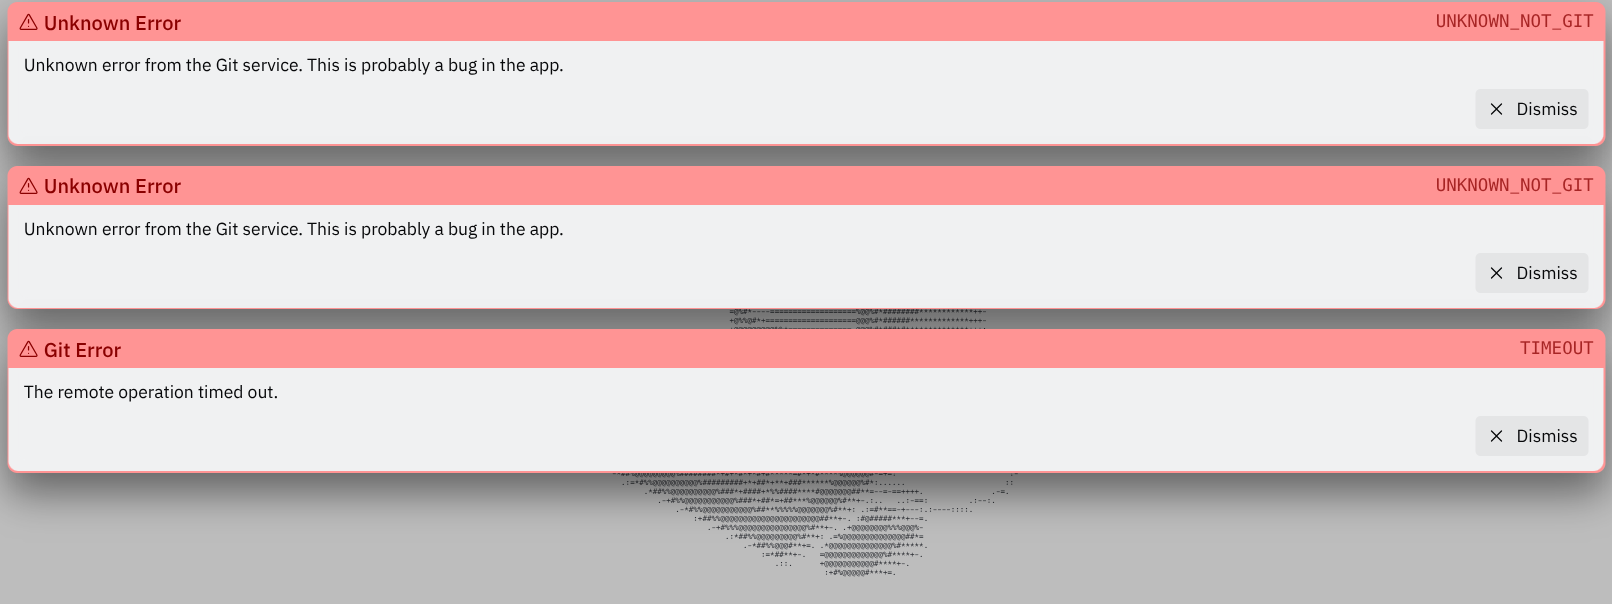 Unknown Error
UNKNOWN_NOT_GIT
Unknown error from the Git service. This is probably a bug in the app.
Dismiss
Unknown Error
UNKNOWN_NOT_GIT
Unknown error from the Git service. This is probably a bug in the app.
Dismiss
Git Error
TIMEOUT
The remote operation timed out.
Dismiss